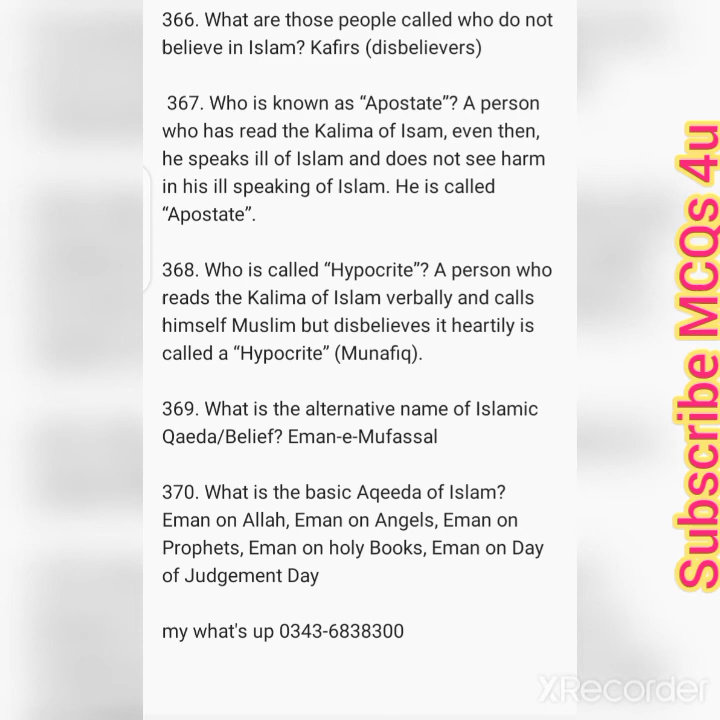 366. What are those people called who do not
believe in Islam? Kafirs (disbelievers)
367. Who is known as “Apostate”? A person
who has read the Kalima of Isam, even then,
he speaks ill of Islam and does not see harm
in his ill speaking of Islam. He is called
“Apostate”.
368. Who is called “Hypocrite”? A person who
reads the Kalima of Islam verbally and calls
himself Muslim but disbelieves it heartily is
called a “Hypocrite” (Munafiq).
369. What is the alternative name of Islamic
Qaeda/Belief? Eman-e-Mufassal
370. What is the basic Aqeeda of Islam?
Eman on Allah, Eman on Angels, Eman on
Prophets, Eman on holy Books, Eman on Day
of Judgement Day
my what's up 0343-6838300
Subscribe MCQs 4u
XRecorder